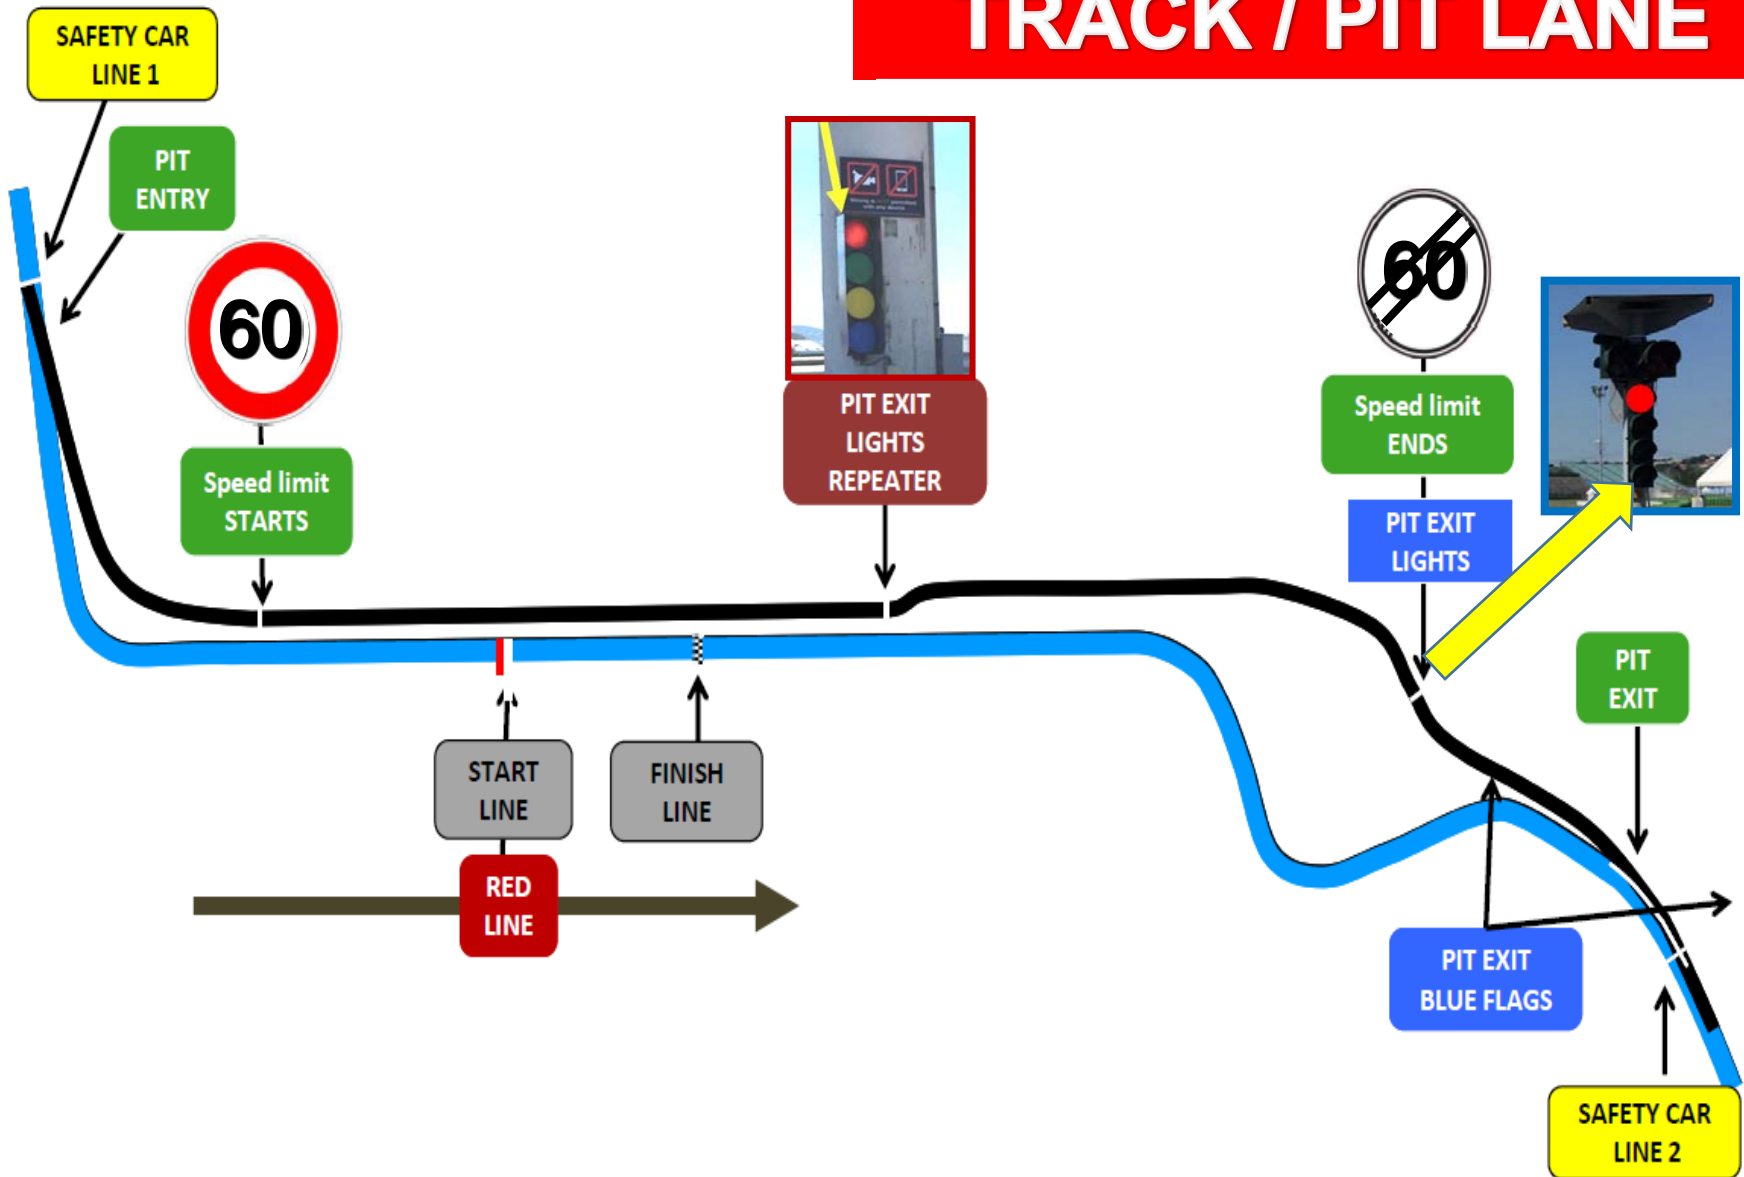 TRACK / PIT LANE
SAFETY CAR
LINE 1
PIT
ENTRY
60
Speed limit
STARTS
PIT EXIT
LIGHTS
REPEATER
60
Speed limit
ENDS
PIT EXIT
LIGHTS
PIT
EXIT
START
LINE
FINISH
LINE
RED
LINE
PIT EXIT
BLUE FLAGS
SAFETY CAR
LINE 2